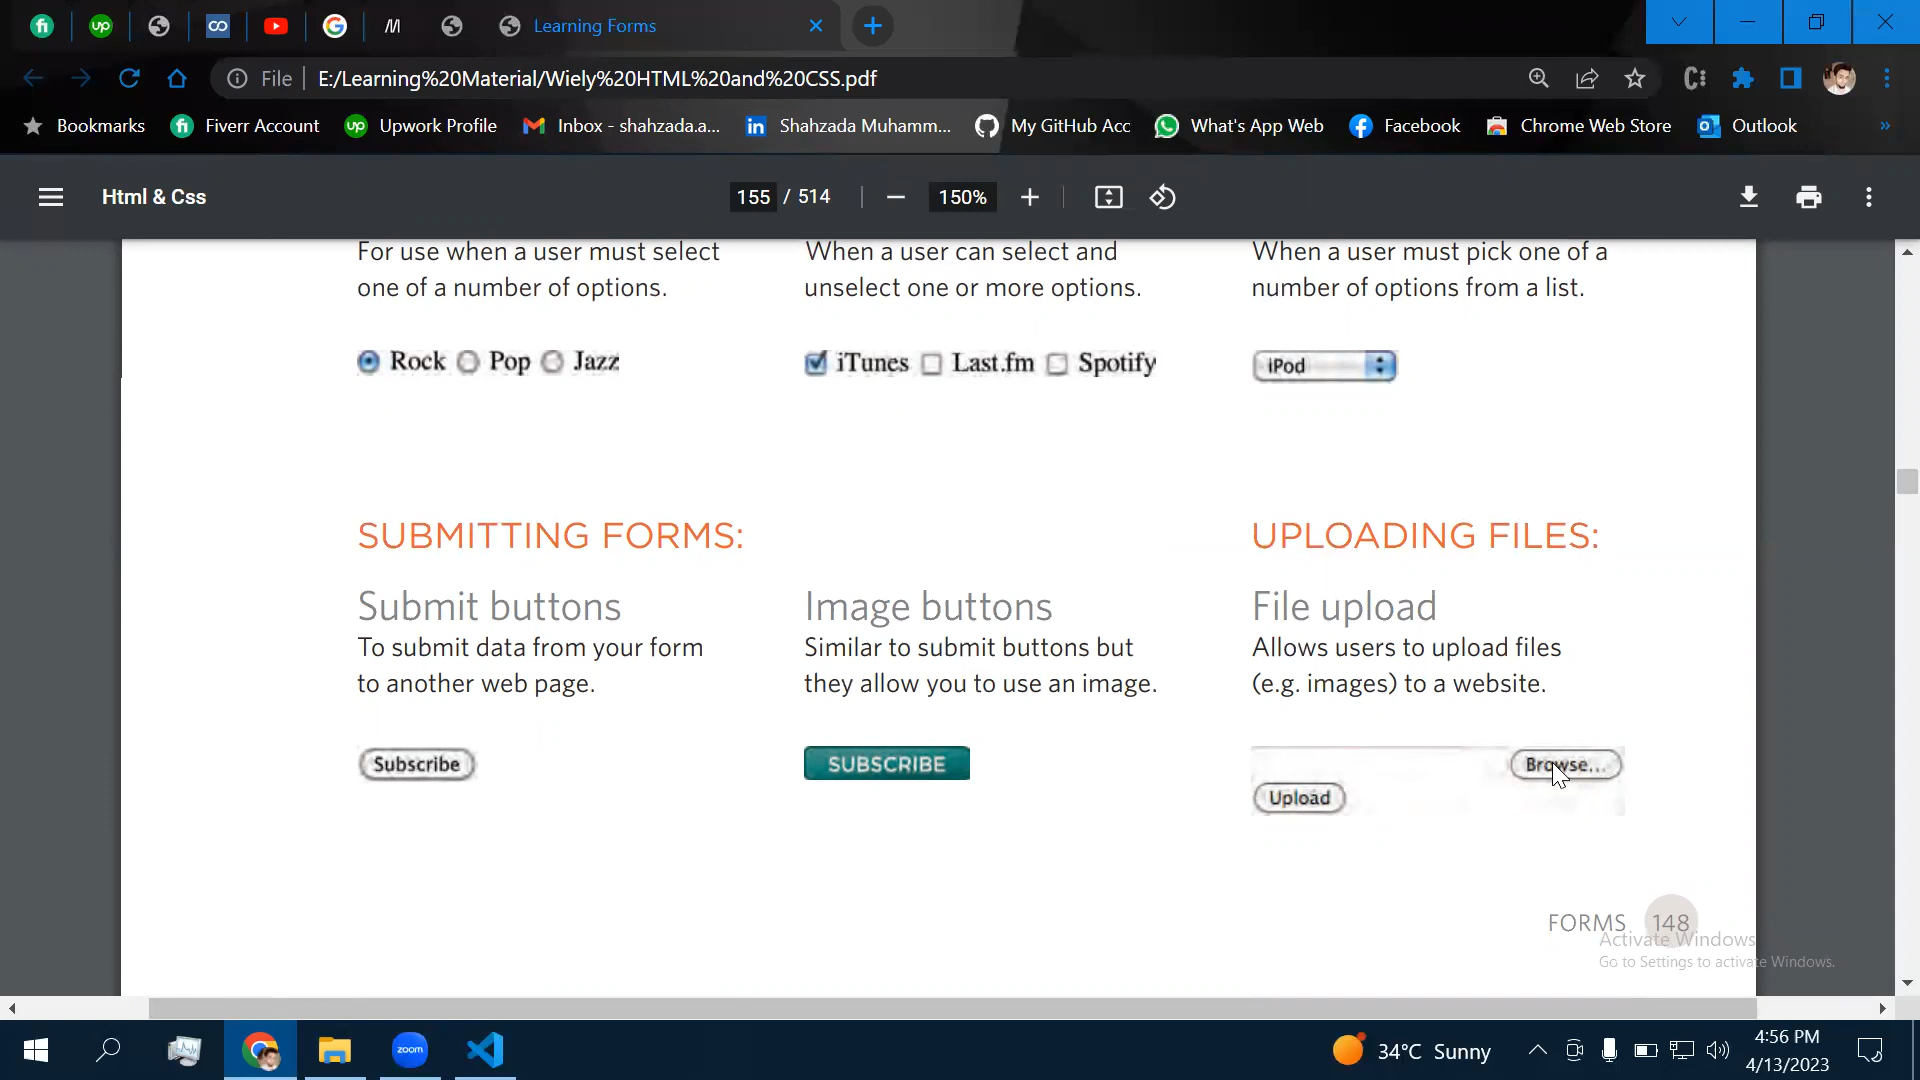 Learning Forms
File
E:/Learning%20Material/Wiely%20HTML%20and%20CSS.pdf
Bookmarks
Fiverr Account
Upwork Profile
Inbox - shahzada.a...
Shahzada Muhamm...
My GitHub Acc
What's App Web
Facebook
Chrome Web Store
Outlook
»
Html & Css
155 / 514
150%
For use when a user must select
one of a number of options.
When a user can select and
unselect one or more options.
When a user must pick one of a
number of options from a list.
Rock Pop Jazz
iTunes Last.fm Spotify
iPod
SUBMITTING FORMS:
UPLOADING FILES:
Submit buttons
To submit data from your form
to another web page.
Image buttons
Similar to submit buttons but
they allow you to use an image.
File upload
Allows users to upload files
(e.g. images) to a website.
Subscribe
SUBSCRIBE
Browse...
Upload
FORMS 148
Activate Windows
Go to Settings to activate Windows.
zoom
34°C Sunny
4:56 PM
4/13/2023